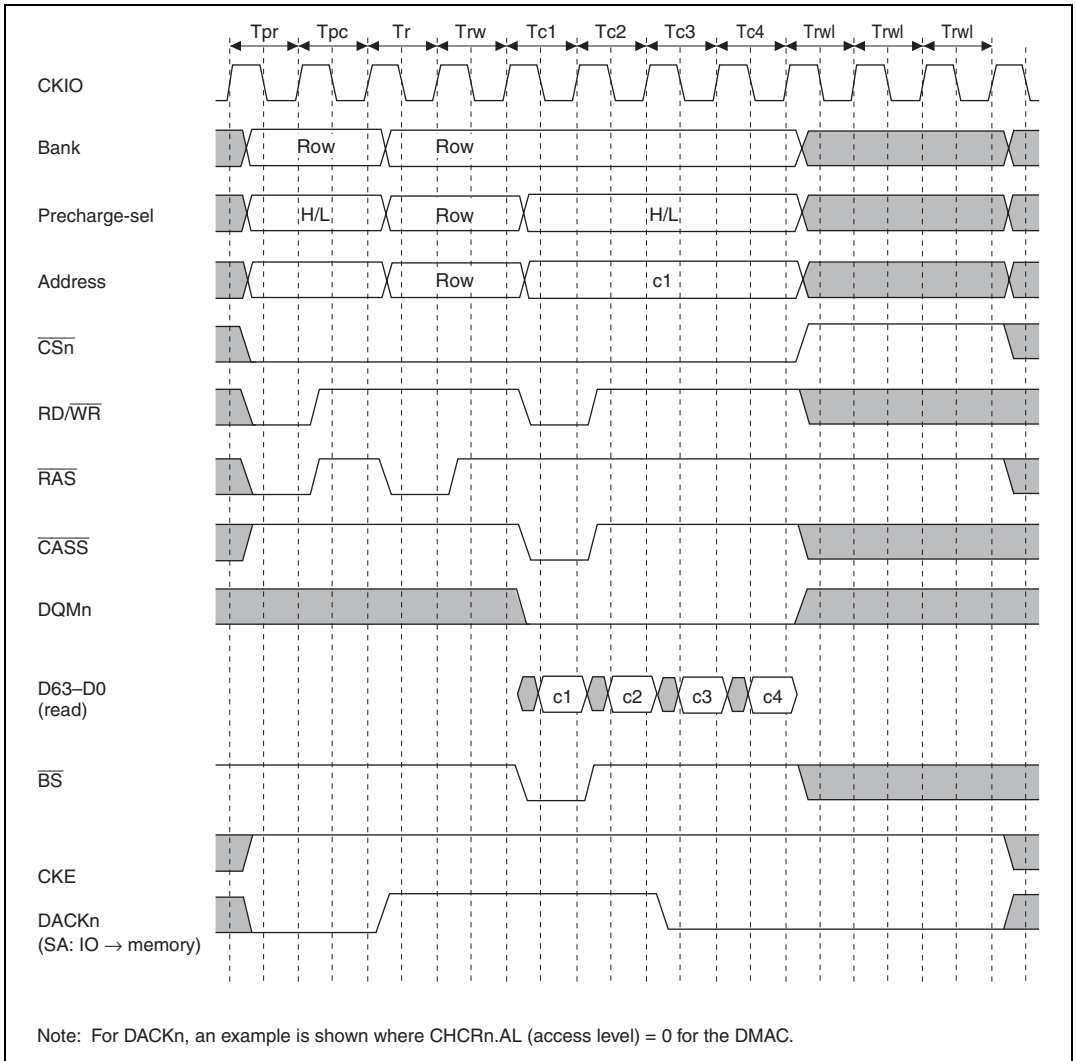 Tpr Tpc Tr Trw Tc1 Tc2 Tc3 Tc4 Trwl Trwl Trwl
CKIO
Bank Row Row
Precharge-sel H/L Row H/L
Address Row c1
CSn
RD/WR
RAS
CASS
DQMn
D63–D0
(read) c1 c2 c3 c4
BS
CKE
DACKn
(SA: IO → memory)
Note: For DACKn, an example is shown where CHCRn.AL (access level) = 0 for the DMAC.